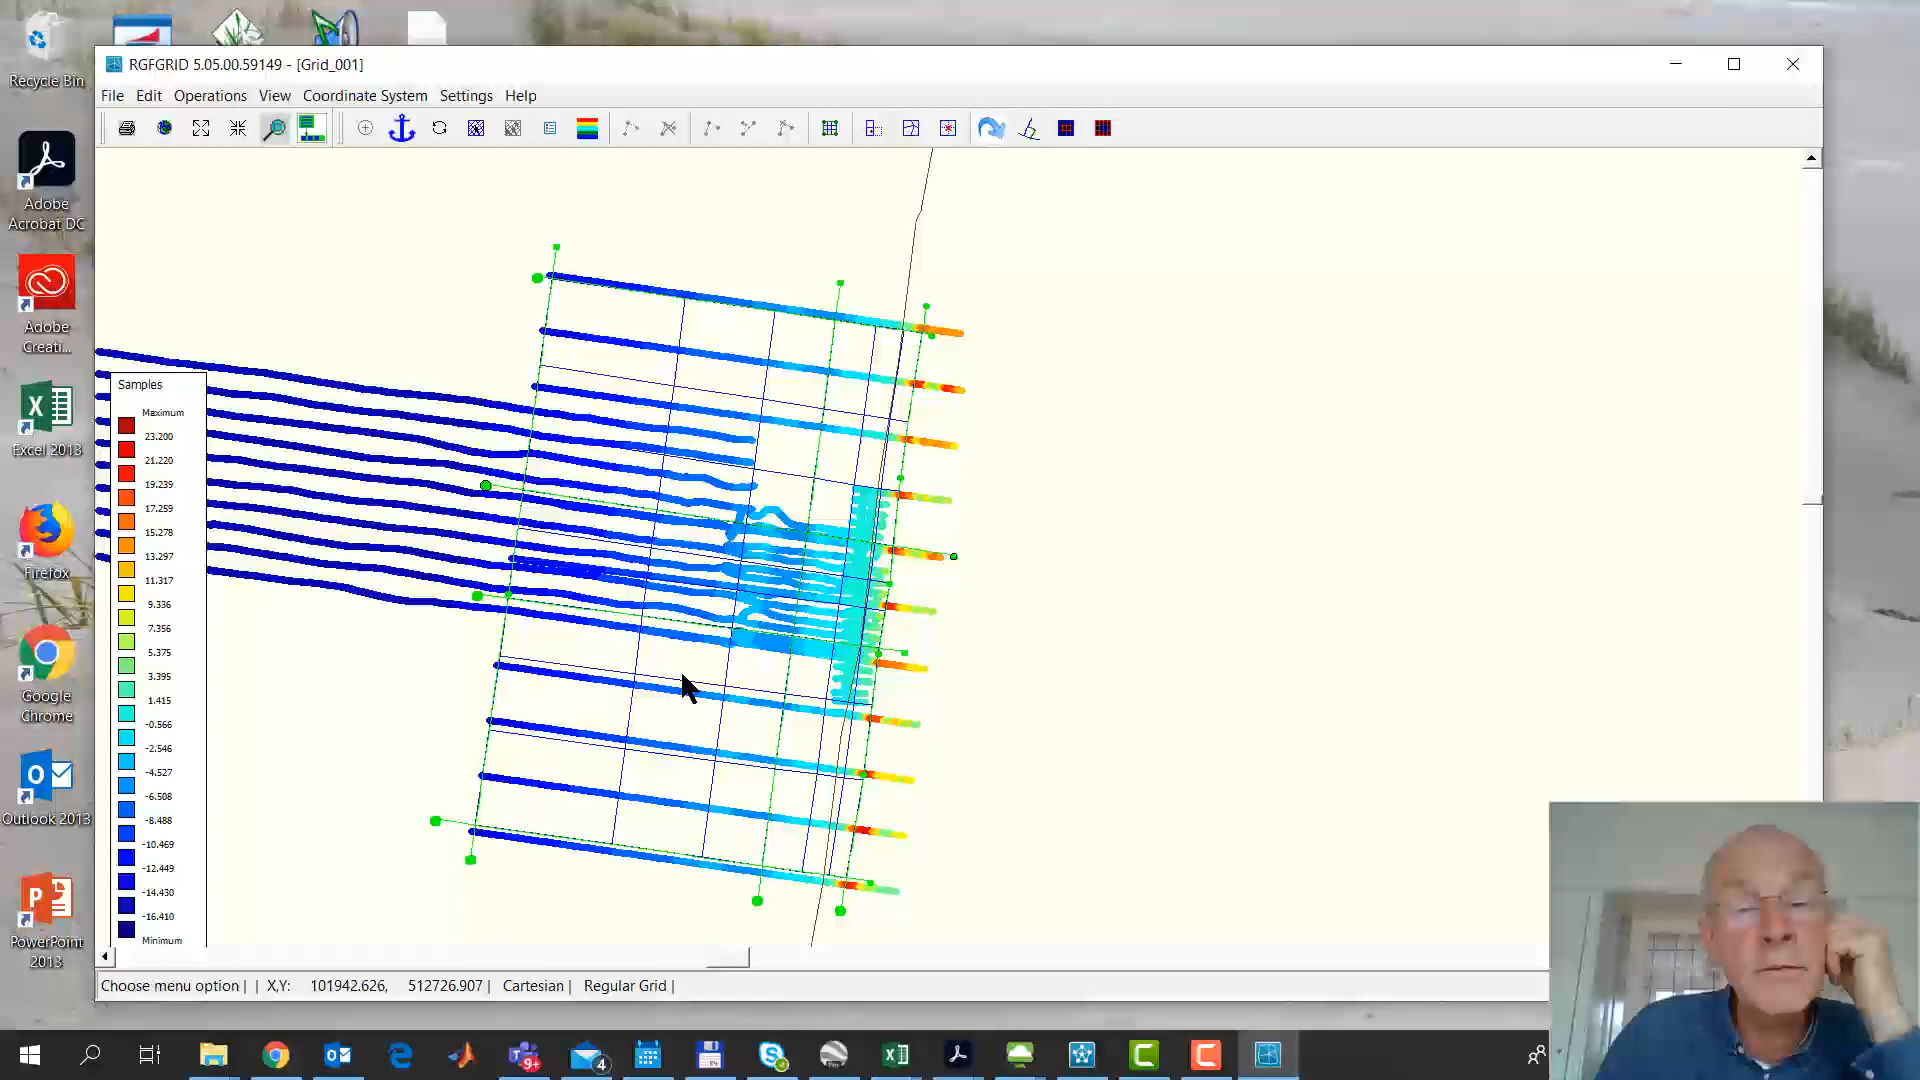 RGFGRID 5.05.00.59149 - [Grid_001]
File Edit Operations View Coordinate System Settings Help
Recycle Bin
Adobe
Acrobat DC
Adobe
Creati...
Excel 2013
Firefox
Google
Chrome
Outlook 2013
PowerPoint
2013
Samples
Maximum
23.200
21.220
19.239
17.259
15.278
13.297
11.317
9.336
7.356
5.375
3.395
1.415
-0.566
-2.546
-4.527
-6.508
-8.488
-10.469
-12.449
-14.430
-16.410
Minimum
Choose menu option | | X,Y: 101942.626, 512726.907 | Cartesian | Regular Grid |
9+
4